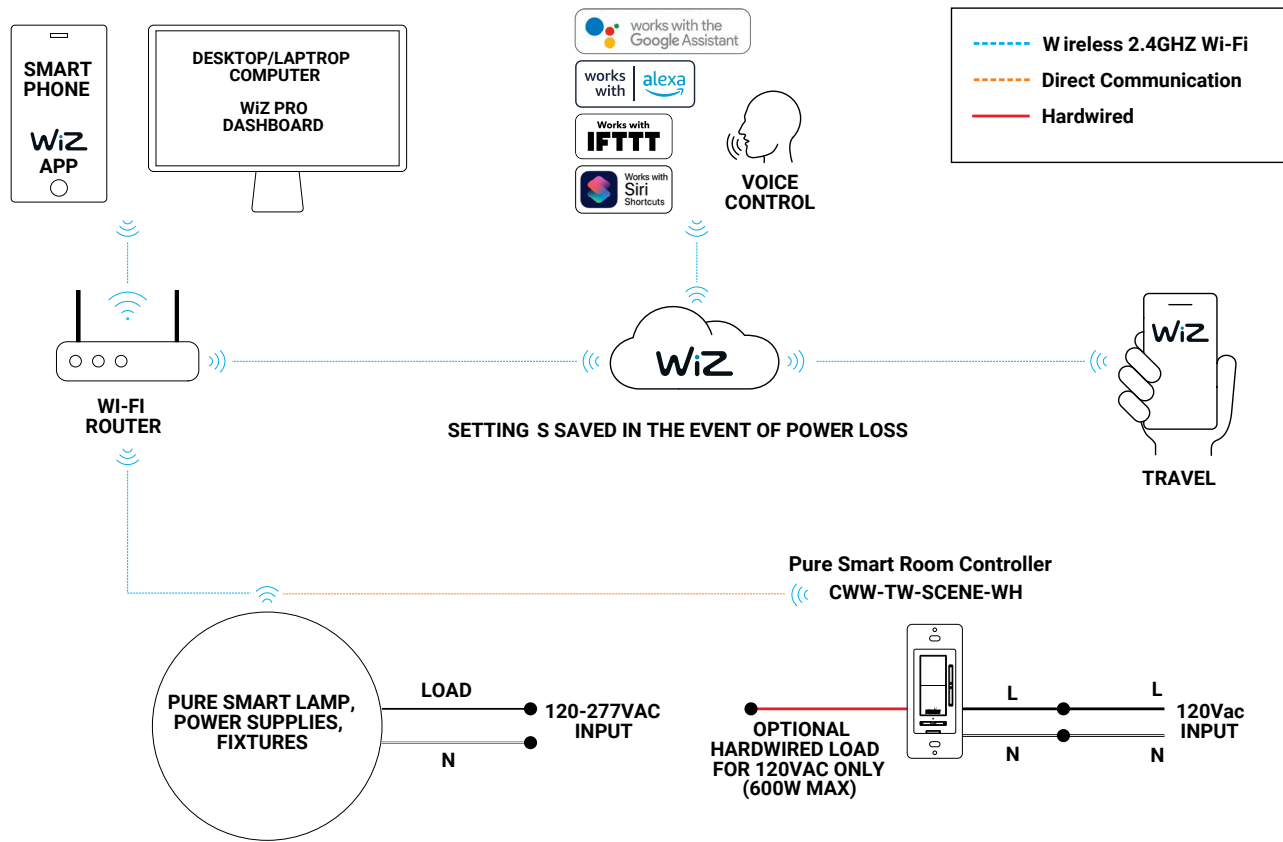 SMART
PHONE
WiZ
APP
DESKTOP/LAPTROP
COMPUTER
WiZ PRO
DASHBOARD
works with the
Google Assistant
works
with
alexa
Works with
IFTTT
Works with
Siri
Shortcuts
VOICE
CONTROL
W ireless 2.4GHZ Wi-Fi
Direct Communication
Hardwired
WI-FI
ROUTER
WiZ
SETTING S SAVED IN THE EVENT OF POWER LOSS
WiZ
TRAVEL
Pure Smart Room Controller
CWW-TW-SCENE-WH
PURE SMART LAMP,
POWER SUPPLIES,
FIXTURES
LOAD
N
120-277VAC
INPUT
OPTIONAL
HARDWIRED LOAD
FOR 120VAC ONLY
(600W MAX)
L
N
L
N
120Vac
INPUT